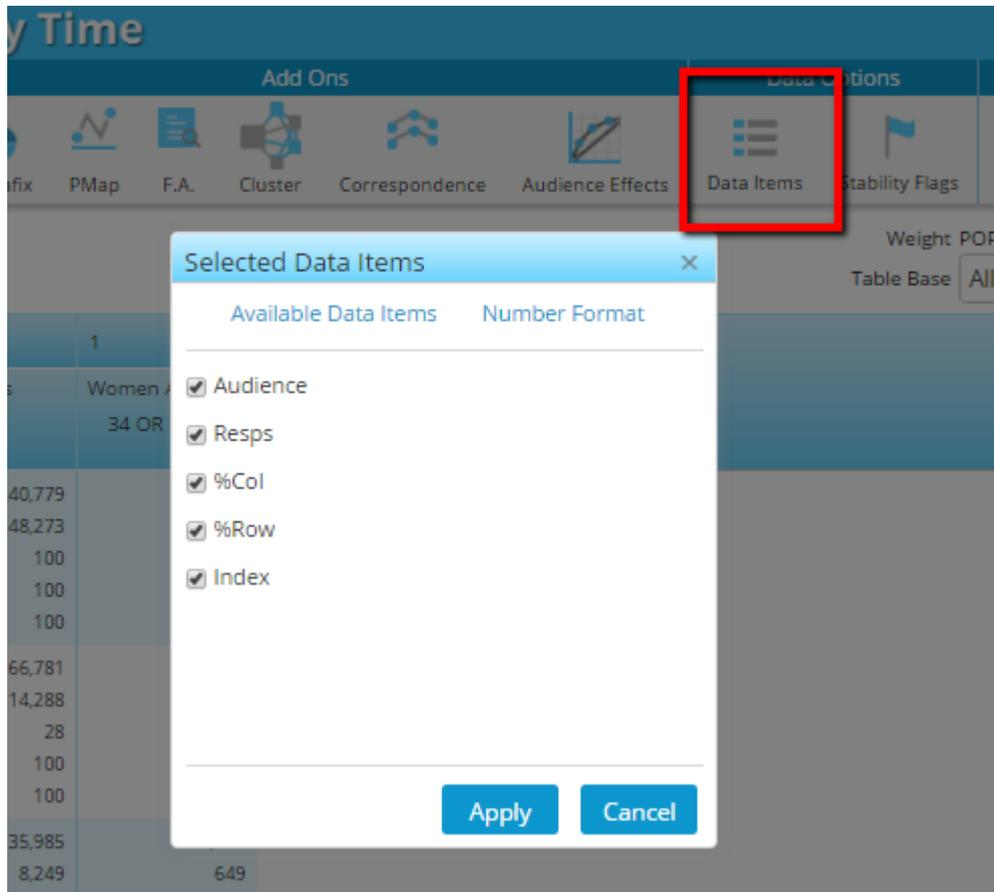 y Time
Add Ons
Data Options
afix
PMap
F.A.
Cluster
Correspondence
Audience Effects
Data Items
Stability Flags
Weight POP
Table Base All
Selected Data Items ×
Available Data Items Number Format
Audience
Resps
%Col
%Row
Index
Apply Cancel
1
s
Women A
34 OR
40,779
48,273
100
100
100
66,781
14,288
28
100
100
35,985
8,249 649